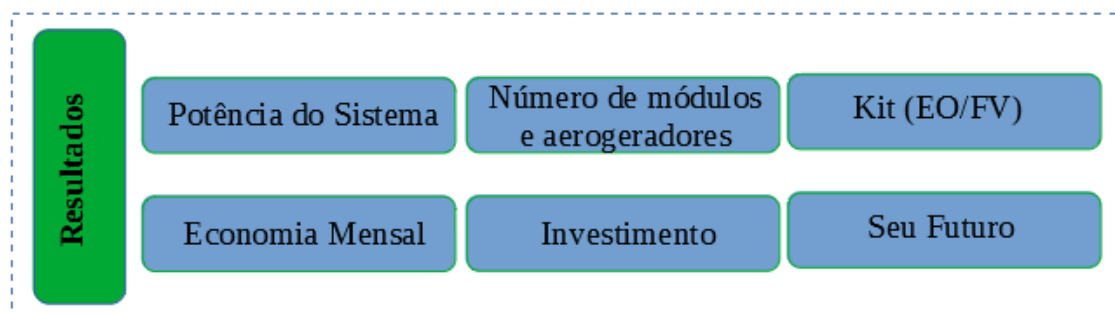 Resultados
Potência do Sistema
Número de módulos
e aerogeradores
Kit (EO/FV)
Economia Mensal
Investimento
Seu Futuro